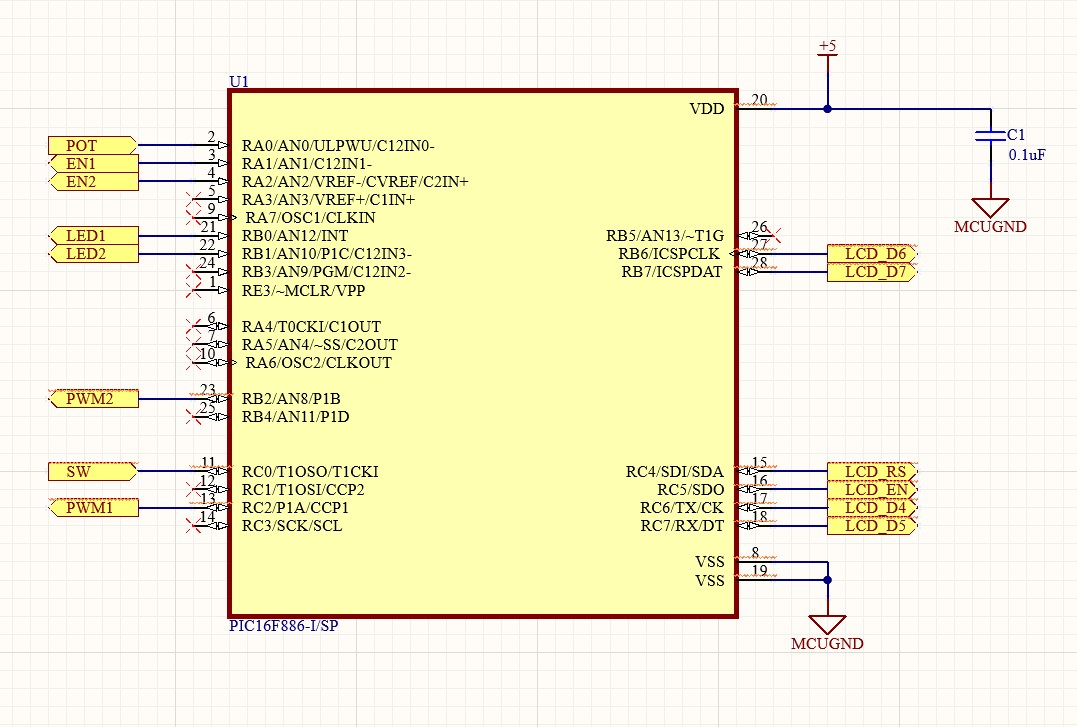 +5
U1
VDD 20
C1
0.1uF
MCUGND
POT 2 RA0/AN0/ULPWU/C12IN0-
EN1 3 RA1/AN1/C12IN1-
EN2 4 RA2/AN2/VREF-/CVREF/C2IN+
5 RA3/AN3/VREF+/C1IN+
9 RA7/OSC1/CLKIN
LED1 21 RB0/AN12/INT RB5/AN13/~T1G 26
LED2 22 RB1/AN10/P1C/C12IN3- RB6/ICSPCLK 27 LCD_D6
24 RB3/AN9/PGM/C12IN2- RB7/ICSPDAT 28 LCD_D7
1 RE3/~MCLR/VPP
6 RA4/T0CKI/C1OUT
7 RA5/AN4/~SS/C2OUT
10 RA6/OSC2/CLKOUT
PWM2 23 RB2/AN8/P1B
25 RB4/AN11/P1D
SW 11 RC0/T1OSO/T1CKI RC4/SDI/SDA 15 LCD_RS
12 RC1/T1OSI/CCP2 RC5/SDO 16 LCD_EN
PWM1 13 RC2/P1A/CCP1 RC6/TX/CK 17 LCD_D4
14 RC3/SCK/SCL RC7/RX/DT 18 LCD_D5
VSS 8
VSS 19
PIC16F886-I/SP
MCUGND